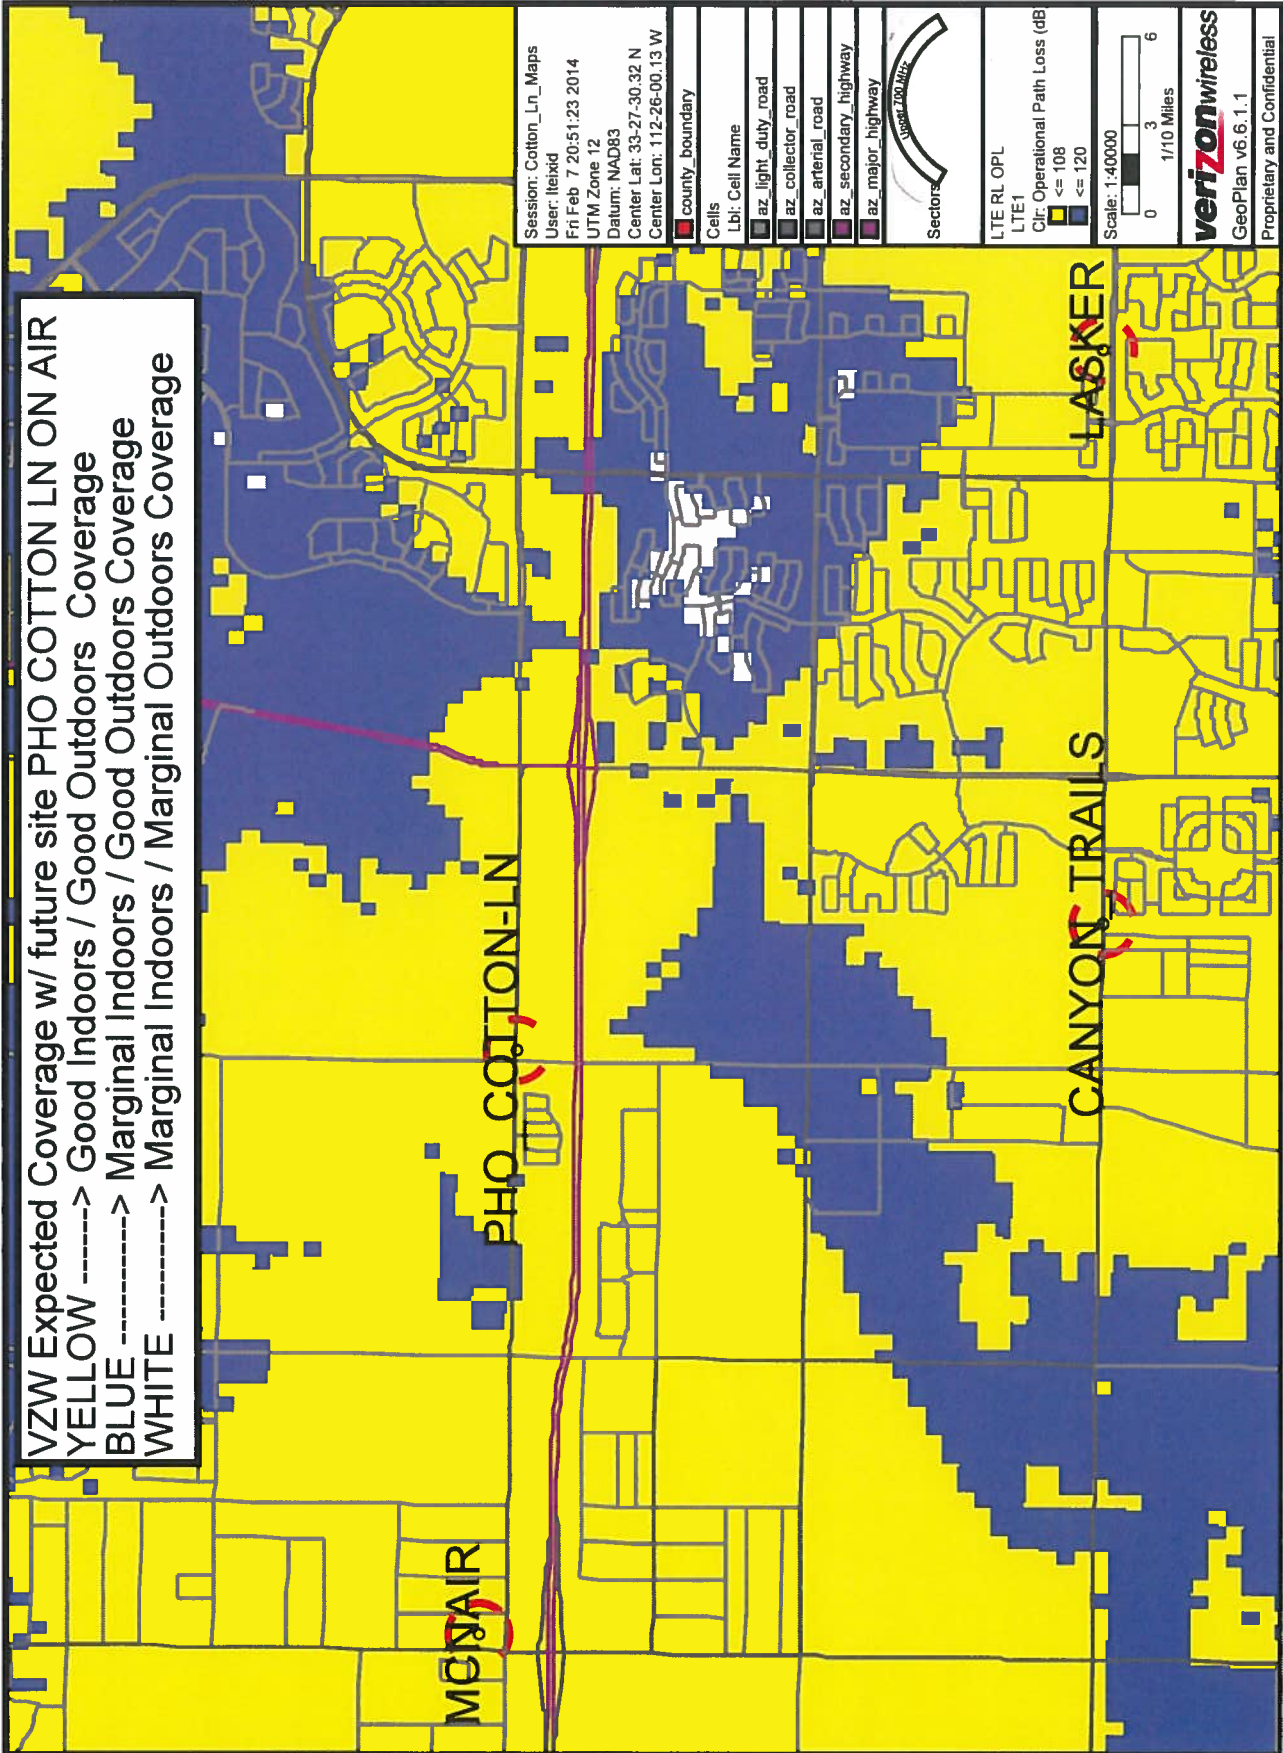 VZW Expected Coverage w/ future site PHO COTTON LN ON AIR
YELLOW -------> Good Indoors / Good Outdoors Coverage
BLUE ------------> Marginal Indoors / Good Outdoors Coverage
WHITE ----------> Marginal Indoors / Marginal Outdoors Coverage
MCNAIR
PHO_COTTON-LN
CANYON_TRAILS
LASKER
Session: Cotton_Ln_Maps
User: lteixid
Fri Feb 7 20:51:23 2014
UTM Zone 12
Datum: NAD83
Center Lat: 33-27-30.32 N
Center Lon: 112-26-00.13 W
county_boundary
Cells
Lbl: Cell Name
az_light_duty_road
az_collector_road
az_arterial_road
az_secondary_highway
az_major_highway
Upper 700 MHz
Sectors
LTE RL OPL
LTE1
Clr: Operational Path Loss (dB
<= 108
<= 120
Scale: 1:40000
0 3 6
1/10 Miles
verizonwireless
GeoPlan v6.6.1.1
Proprietary and Confidential